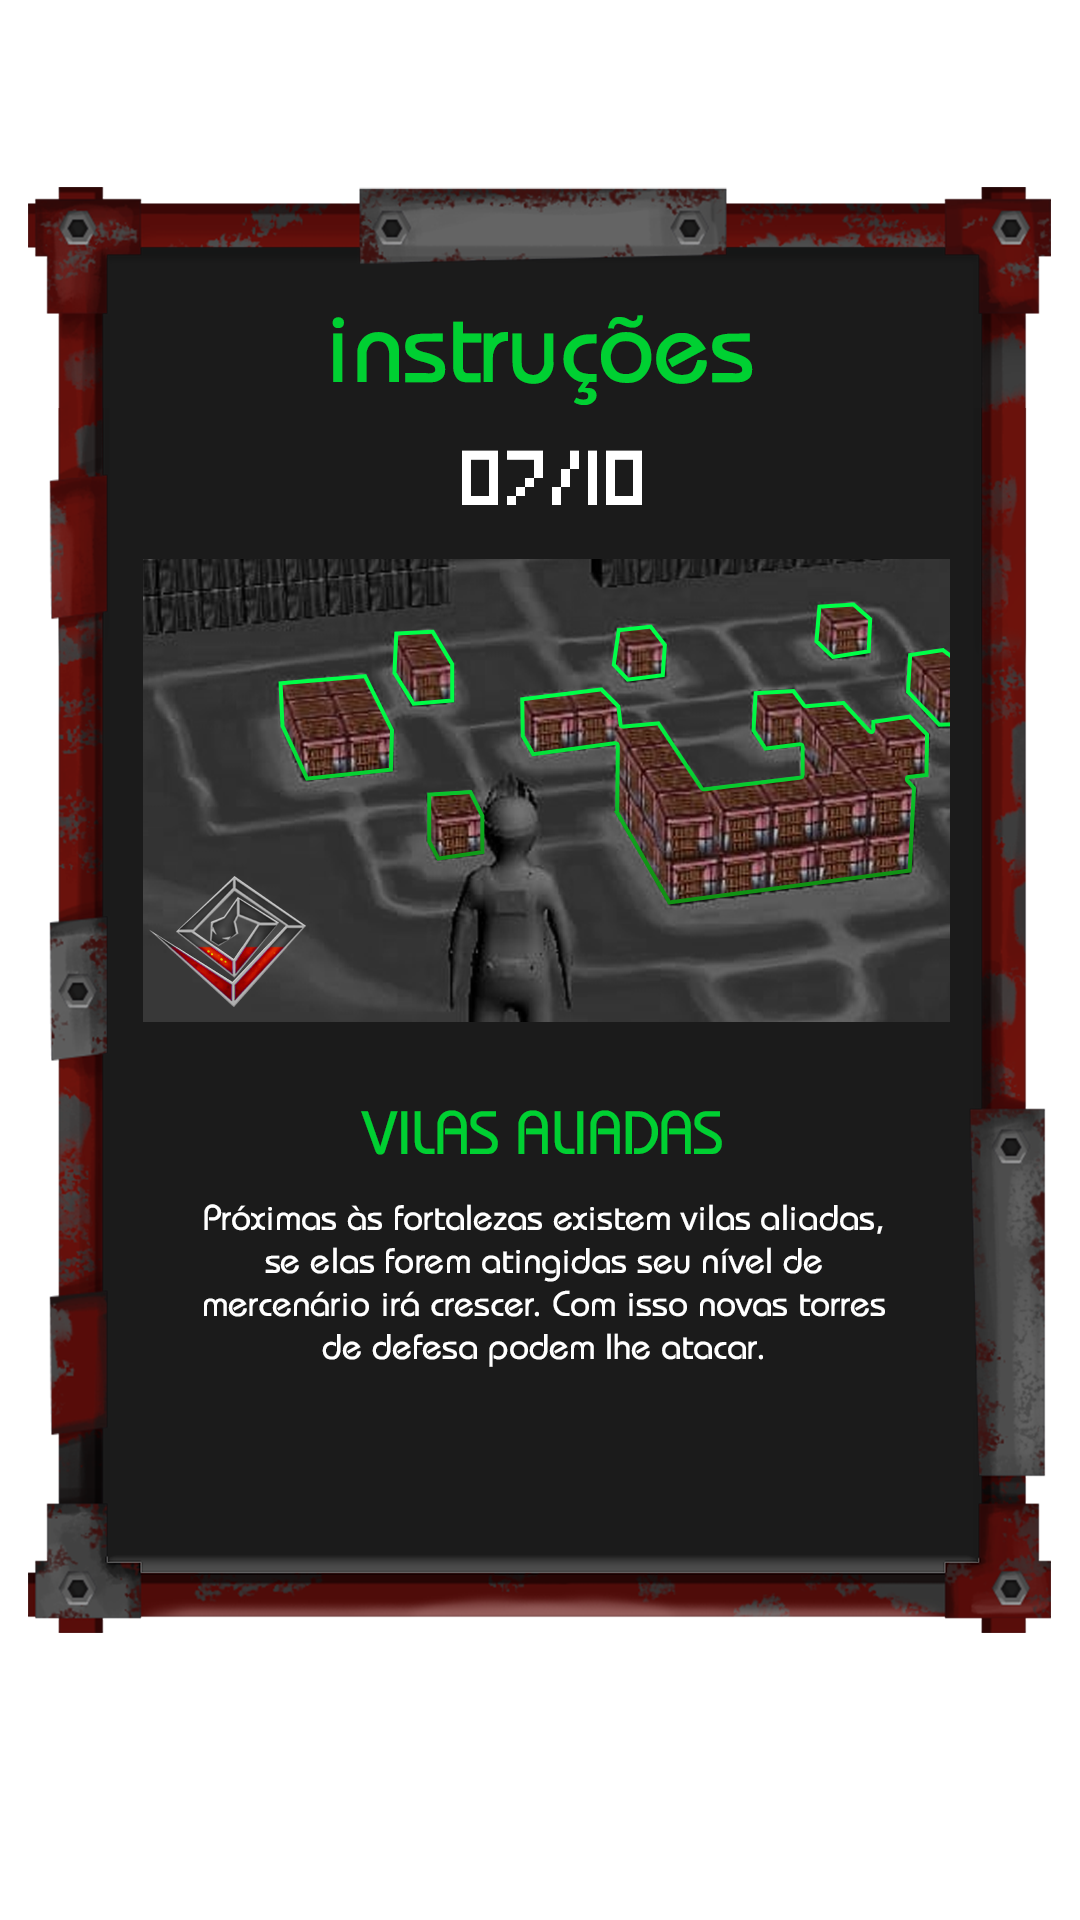 instruções
07/10
VILAS ALIADAS
Próximas às fortalezas existem vilas aliadas,
se elas forem atingidas seu nível de
mercenário irá crescer. Com isso novas torres
de defesa podem lhe atacar.